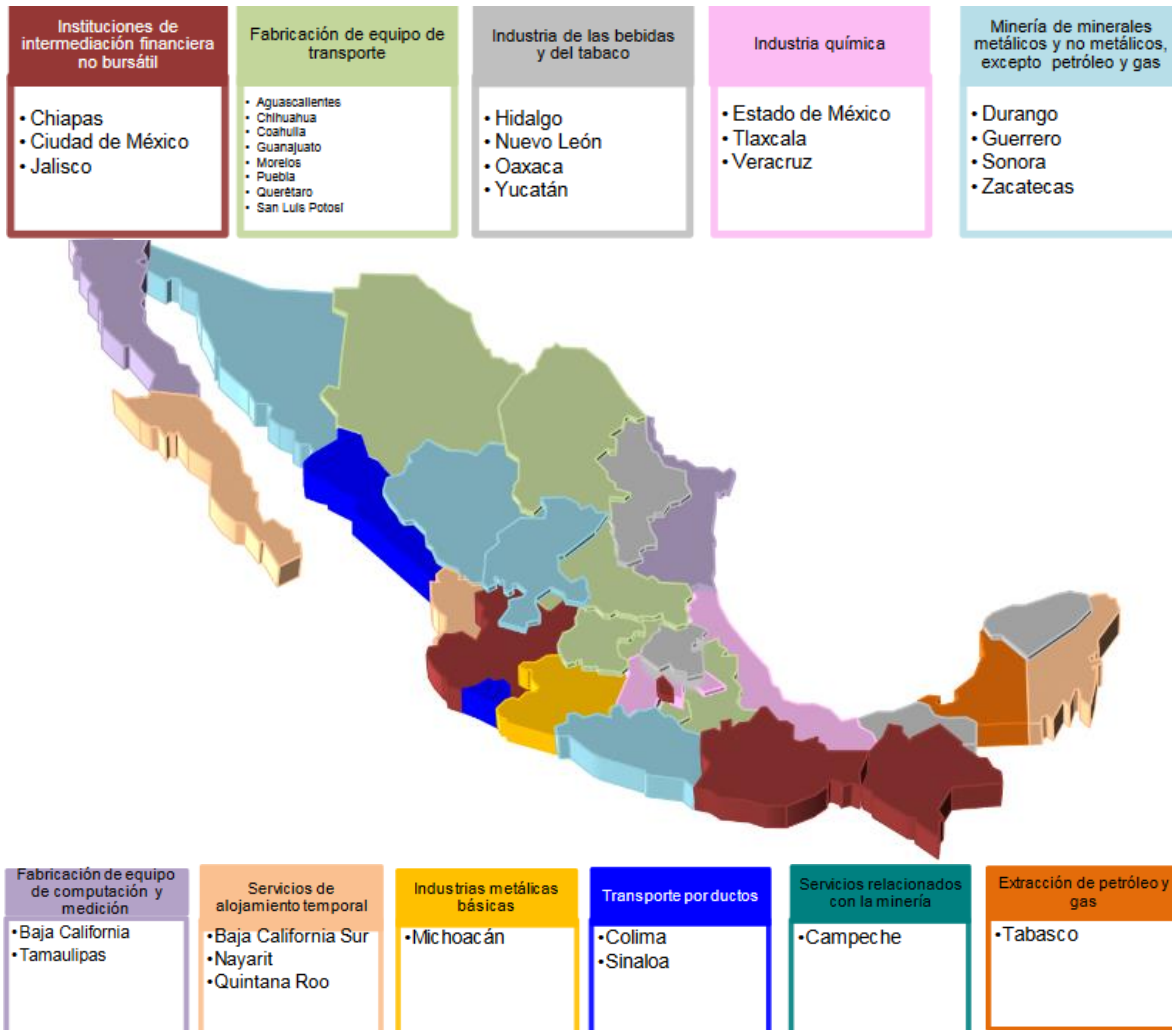 Instituciones de
intermediación financiera
no bursátil
• Chiapas
• Ciudad de México
• Jalisco
Fabricación de equipo de
transporte
• Aguascalientes
• Chihuahua
• Coahuila
• Guanajuato
• Morelos
• Puebla
• Querétaro
• San Luis Potosí
Industria de las bebidas
y del tabaco
• Hidalgo
• Nuevo León
• Oaxaca
• Yucatán
Industria química
• Estado de México
• Tlaxcala
• Veracruz
Minería de minerales
metálicos y no metálicos,
excepto petróleo y gas
• Durango
• Guerrero
• Sonora
• Zacatecas
Fabricación de equipo
de computación y
medición
•Baja California
•Tamaulipas
Servicios de
alojamiento temporal
•Baja California Sur
•Nayarit
•Quintana Roo
Industrias metálicas
básicas
•Michoacán
Transporte por ductos
•Colima
•Sinaloa
Servicios relacionados
con la minería
•Campeche
Extracción de petróleo y
gas
•Tabasco